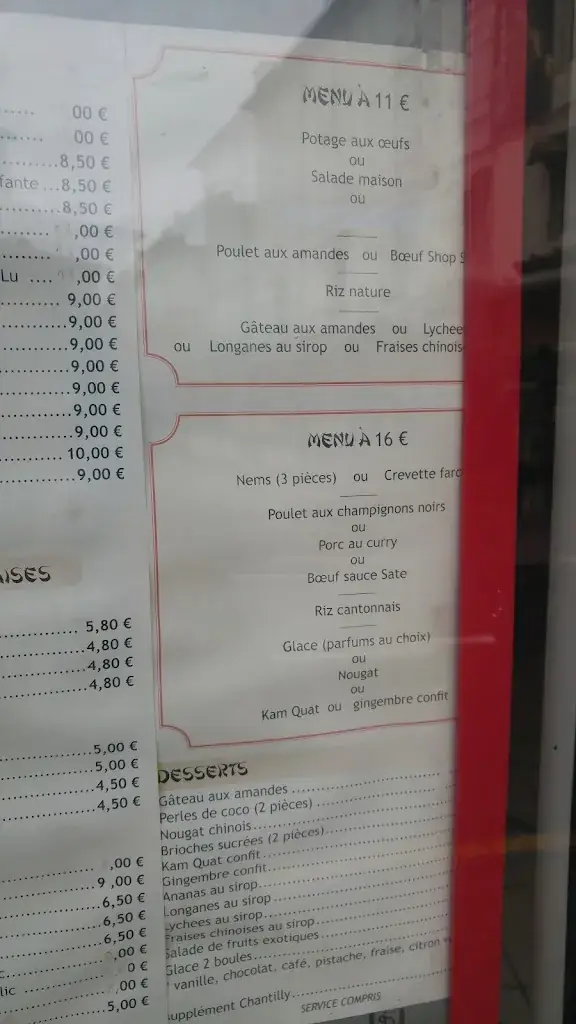 00 €
00 €
8,50 €
fante ...8,50 €
8,50 €
,00 €
,00 €
Lu .... ,00 €
9,00 €
9,00 €
9,00 €
9,00 €
9,00 €
9,00 €
9,00 €
10,00 €
9,00 €
AISES
5,80 €
4,80 €
4,80 €
4,80 €
5,00 €
5,00 €
4,50 €
4,50 €
,00 €
9 ,00 €
6,50 €
6,50 €
6,50 €
,00 €
0 €
,00 €
5,00 €
MENU À 11 €
Potage aux œufs
ou
Salade maison
ou
Poulet aux amandes ou Bœuf Shop S
Riz nature
Gâteau aux amandes ou Lychee
ou Longanes au sirop ou Fraises chinois
MENU À 16 €
Nems (3 pièces) ou Crevette farc
Poulet aux champignons noirs
ou
Porc au curry
ou
Bœuf sauce Sate
Riz cantonnais
Glace (parfums au choix)
ou
Nougat
ou
Kam Quat ou gingembre confit
DESSERTS
Gâteau aux amandes
Perles de coco (2 pièces)
Nougat chinois
Brioches sucrées (2 pièces)
Kam Quat confit
Gingembre confit
Ananas au sirop
Longanes au sirop
Lychees au sirop
Fraises chinoises au sirop
Salade de fruits exotiques
Glace 2 boules
vanille, chocolat, café, pistache, fraise, citron
upplément Chantilly
SERVICE COMPRIS